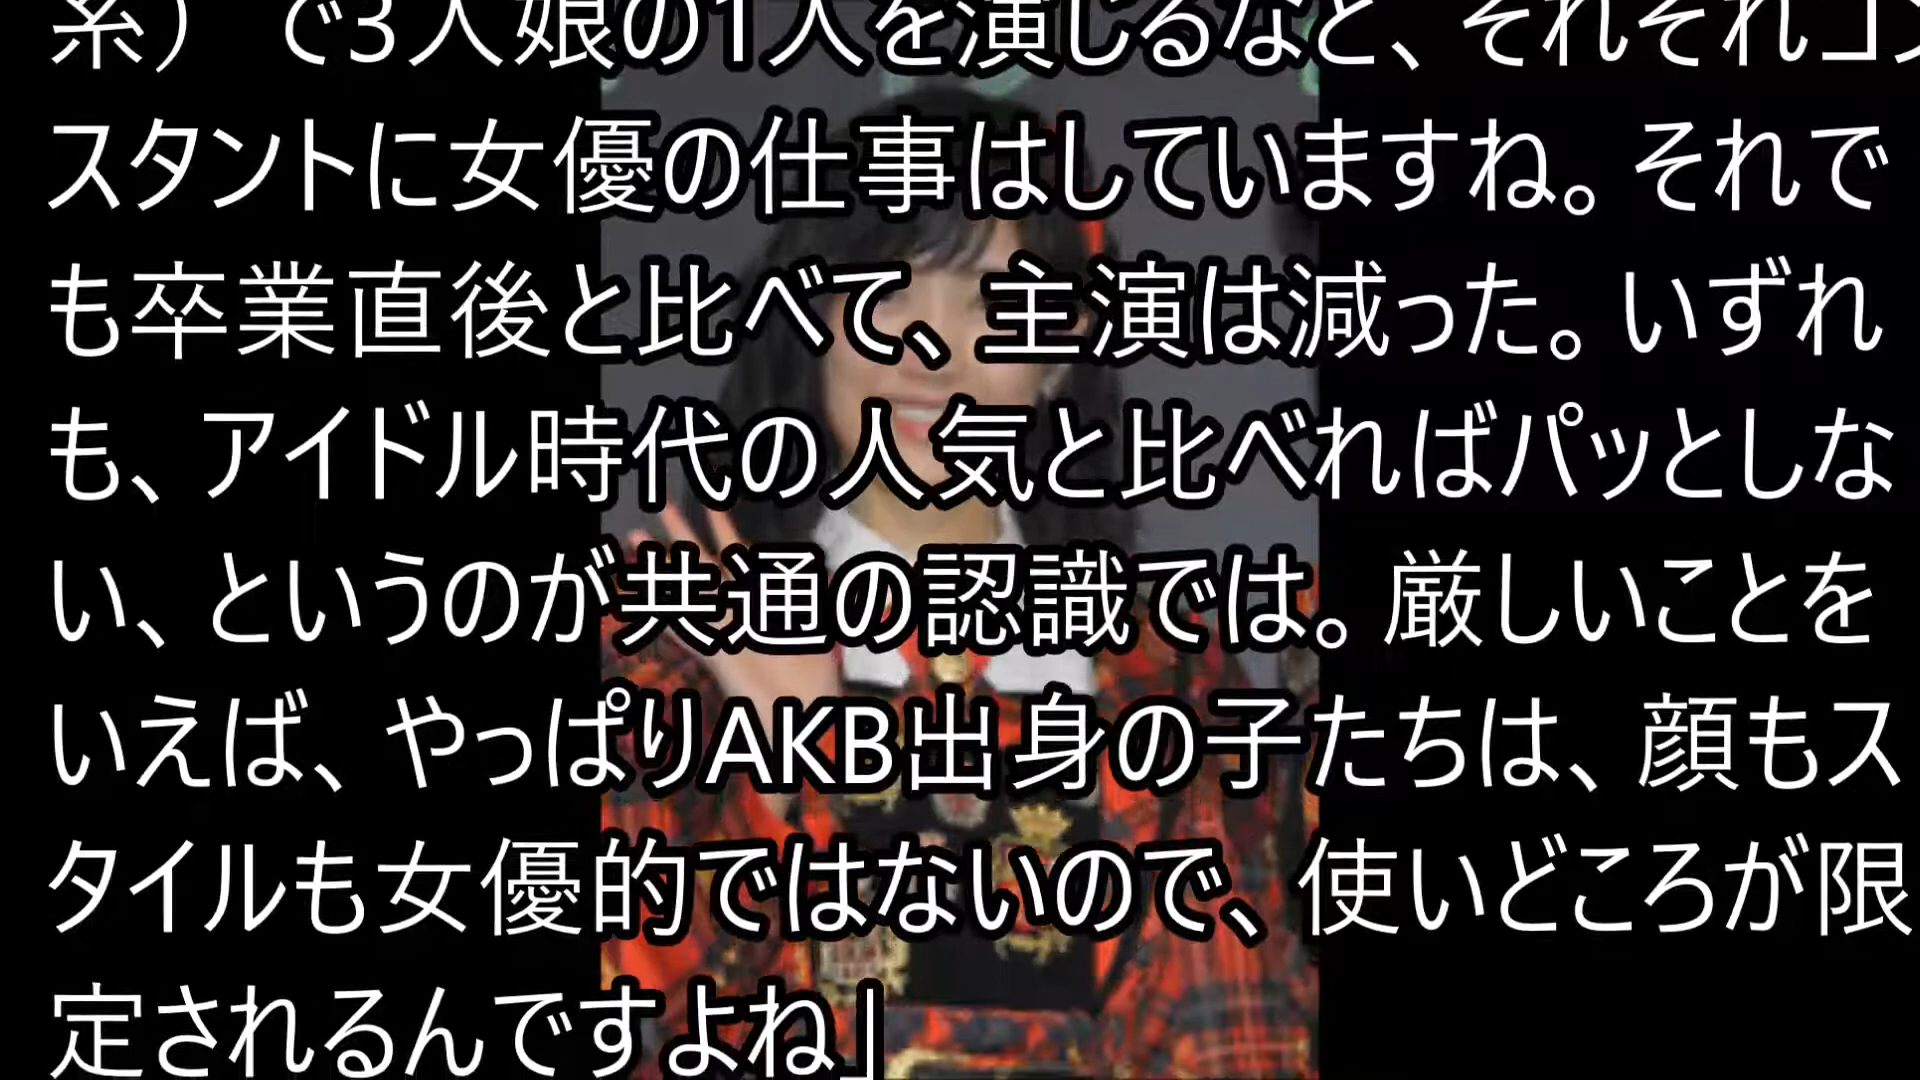 系）で3人娘の1人を演じるなど、それぞれコン
スタントに女優の仕事はしていますね。それで
も卒業直後と比べて、主演は減った。いずれ
も、アイドル時代の人気と比べればパッとしな
い、というのが共通の認識では。厳しいことを
いえば、やっぱりAKB出身の子たちは、顔もス
タイルも女優的ではないので、使いどころが限
定されるんですよね」